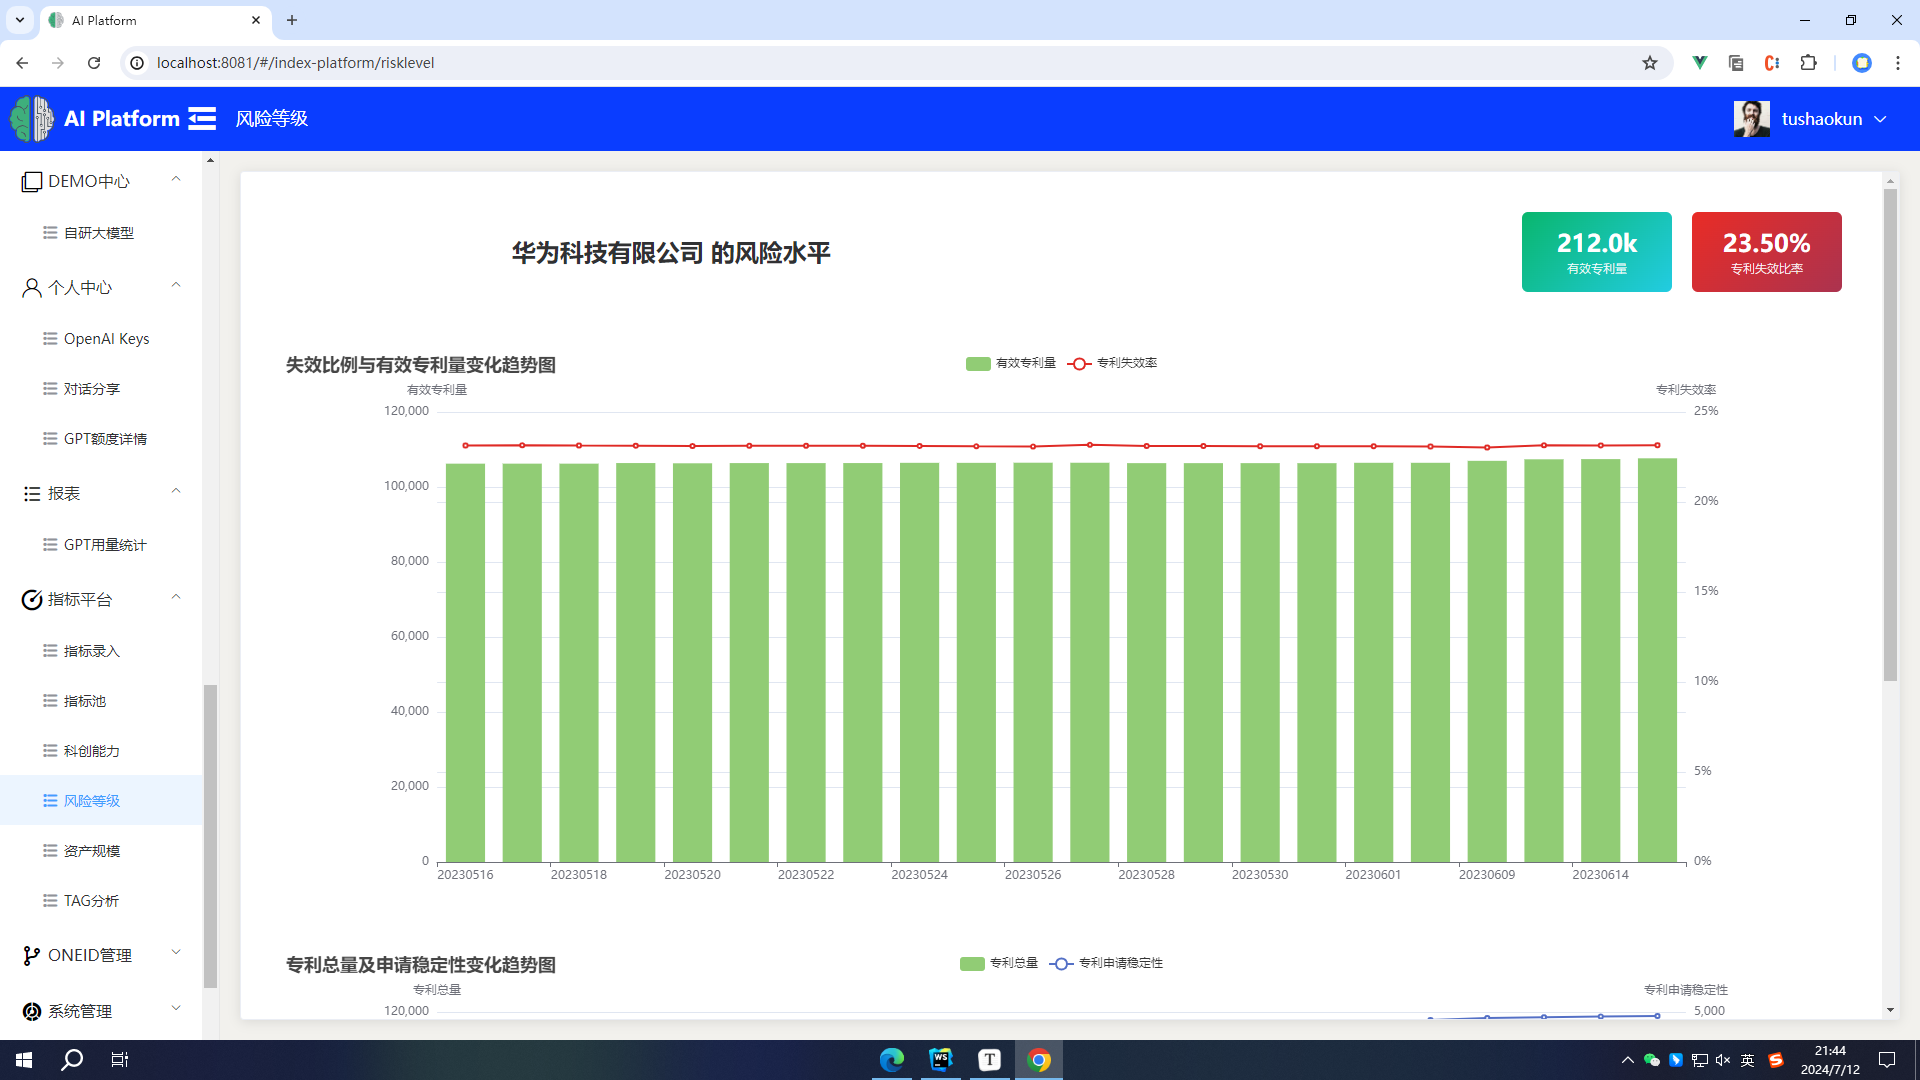 AI Platform
localhost:8081/#/index-platform/risklevel
AI Platform
风险等级
tushaokun
DEMO中心
自研大模型
个人中心
OpenAI Keys
对话分享
GPT额度详情
报表
GPT用量统计
指标平台
指标录入
指标池
科创能力
风险等级
资产规模
TAG分析
ONEID管理
系统管理
华为科技有限公司 的风险水平
212.0k
有效专利量
23.50%
专利失效比率
失效比例与有效专利量变化趋势图
有效专利量 专利失效率
有效专利量
专利失效率
120,000
100,000
80,000
60,000
40,000
20,000
0
25%
20%
15%
10%
5%
0%
20230516 20230518 20230520 20230522 20230524 20230526 20230528 20230530 20230601 20230609 20230614
专利总量及申请稳定性变化趋势图
专利总量 专利申请稳定性
专利总量
专利申请稳定性
120,000
5,000
WS
T
英
21:44
2024/7/12